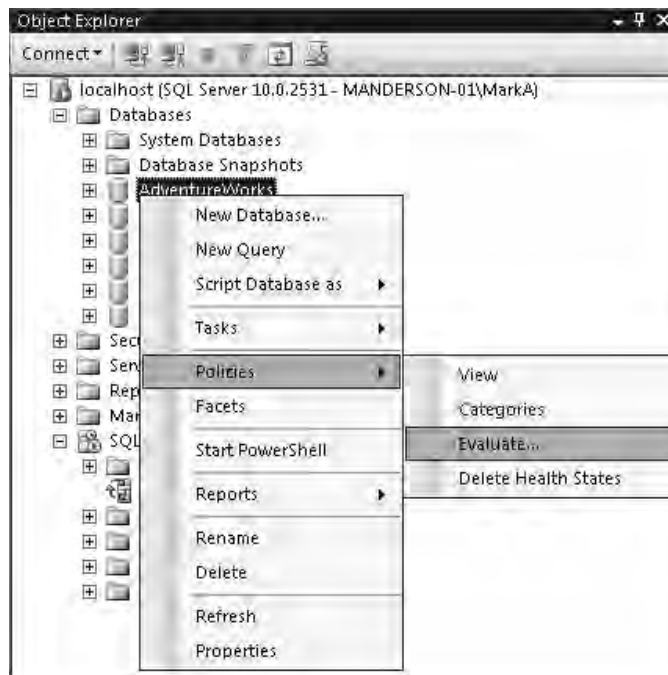 Object Explorer
Connect
localhost (SQL Server 10.0.2531 - MANDERSON-01\MarkA)
Databases
System Databases
Database Snapshots
AdventureWorks
New Database...
New Query
Script Database as
Tasks
Sec
Ser
Policies
View
Rep
Facets
Categories
Mar
SQL
Start PowerShell
Evaluate...
Reports
Delete Health States
Rename
Delete
Refresh
Properties